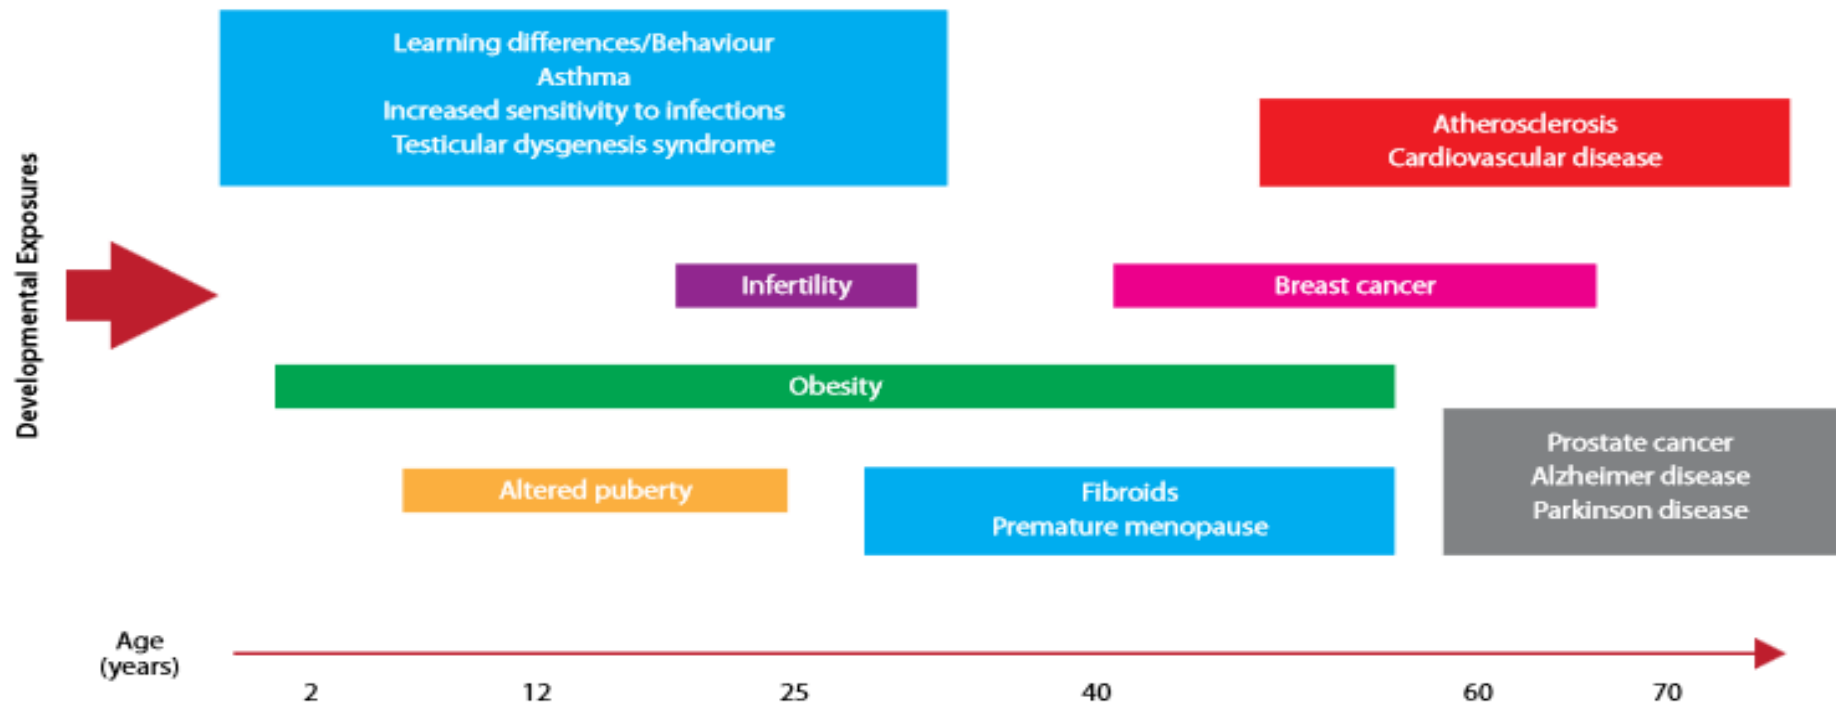 Learning differences/Behaviour
Asthma
Increased sensitivity to infections
Testicular dysgenesis syndrome
Atherosclerosis
Cardiovascular disease
Developmental Exposures
Infertility
Breast cancer
Obesity
Altered puberty
Fibroids
Premature menopause
Prostate cancer
Alzheimer disease
Parkinson disease
Age
(years)
2 12 25 40 60 70